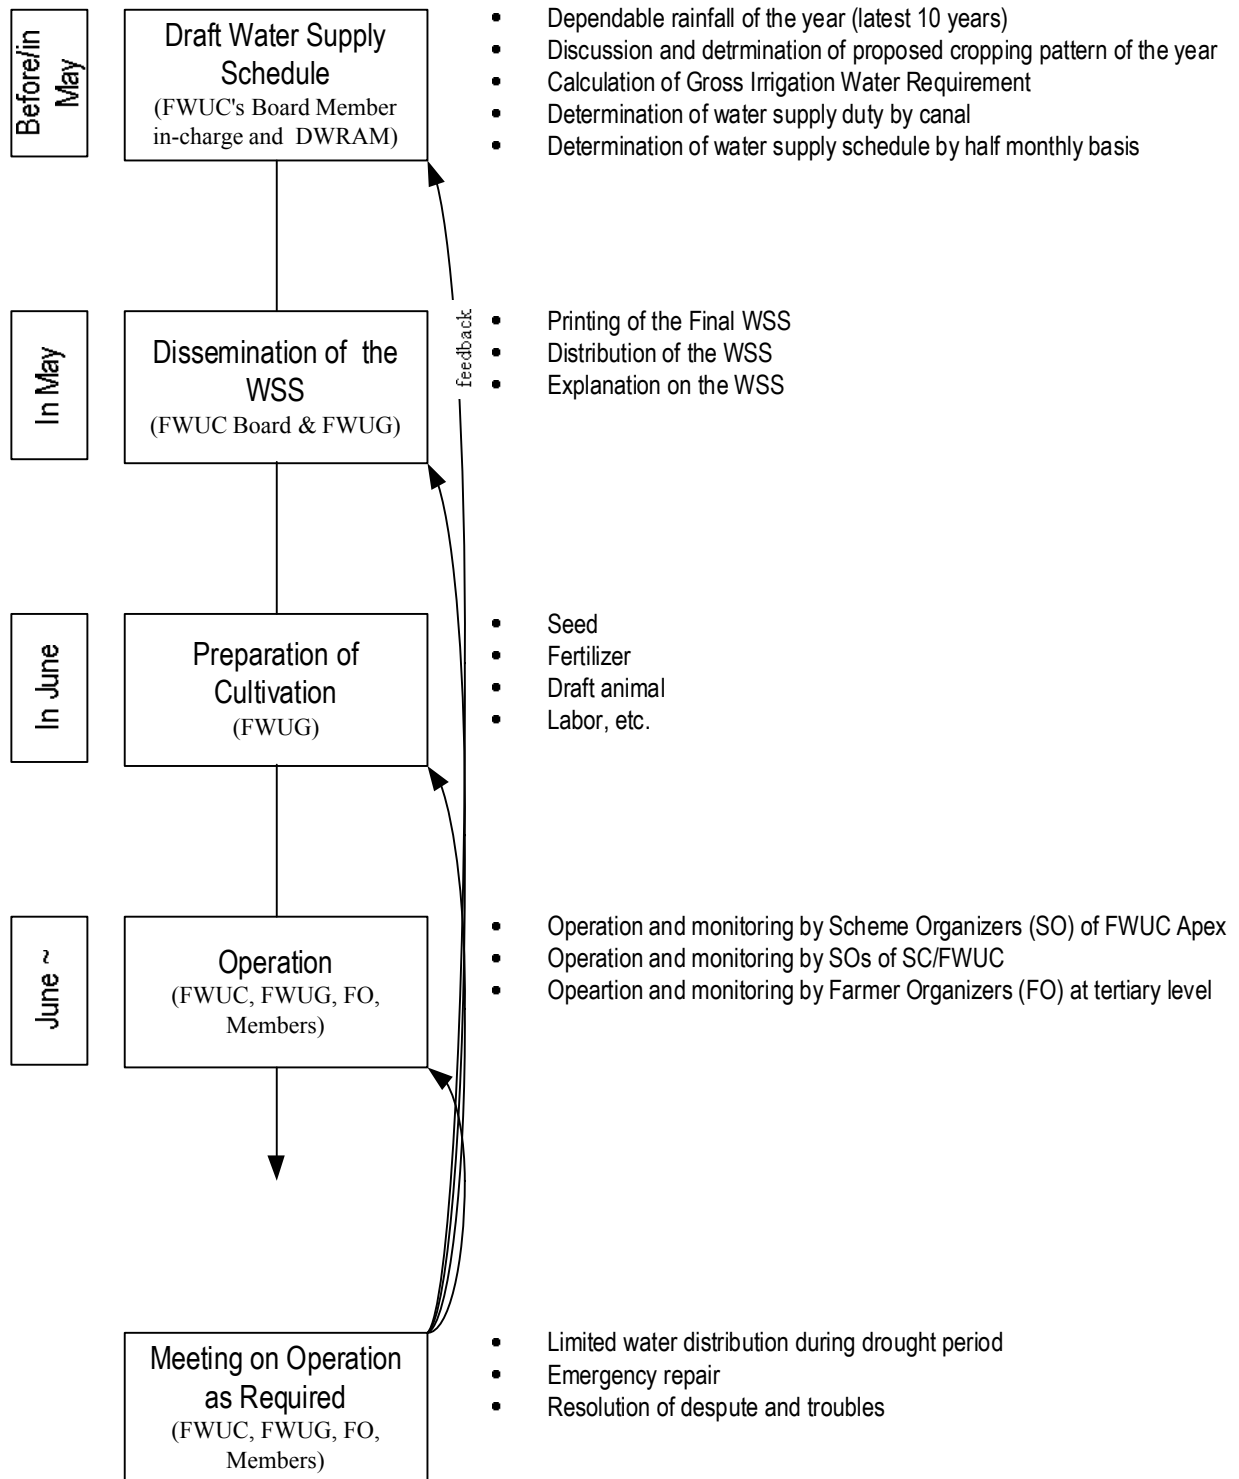 Before/in
May
Draft Water Supply
Schedule
(FWUC's Board Member
in-charge and DWRAM)
• Dependable rainfall of the year (latest 10 years)
• Discussion and detrmination of proposed cropping pattern of the year
• Calculation of Gross Irrigation Water Requirement
• Determination of water supply duty by canal
• Determination of water supply schedule by half monthly basis
feedback
In May
Dissemination of the
WSS
(FWUC Board & FWUG)
• Printing of the Final WSS
• Distribution of the WSS
• Explanation on the WSS
In June
Preparation of
Cultivation
(FWUG)
• Seed
• Fertilizer
• Draft animal
• Labor, etc.
June ~
Operation
(FWUC, FWUG, FO,
Members)
• Operation and monitoring by Scheme Organizers (SO) of FWUC Apex
• Operation and monitoring by SOs of SC/FWUC
• Opeartion and monitoring by Farmer Organizers (FO) at tertiary level
Meeting on Operation
as Required
(FWUC, FWUG, FO,
Members)
• Limited water distribution during drought period
• Emergency repair
• Resolution of despute and troubles